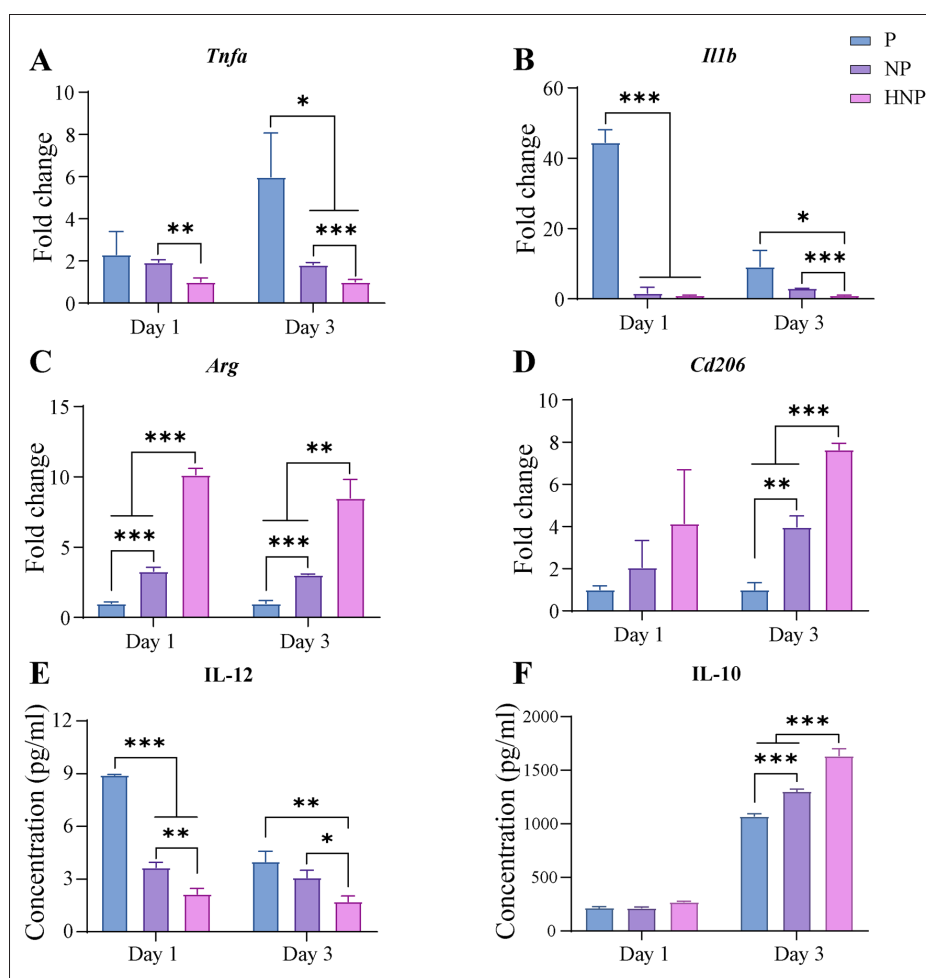 A
Tnfa
Fold change
10
8
6
4
2
0
*
**
***
Day 1
Day 3
B
Il1b
Fold change
60
40
20
0
***
*
***
Day 1
Day 3
P
NP
HNP
C
Arg
Fold change
15
10
5
0
***
***
**
***
Day 1
Day 3
D
Cd206
Fold change
10
8
6
4
2
0
***
**
Day 1
Day 3
E
IL-12
Concentration (pg/ml)
12
9
6
3
0
***
**
**
*
Day 1
Day 3
F
IL-10
Concentration (pg/ml)
2000
1500
1000
500
0
***
***
Day 1
Day 3